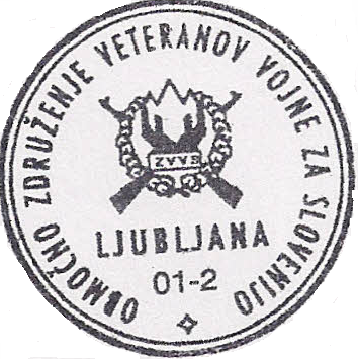 OBMOČNO ZDRUŽENJE VETERANOV VOJNE ZA SLOVENIJO
ZVVS
LJUBLJANA
01-2